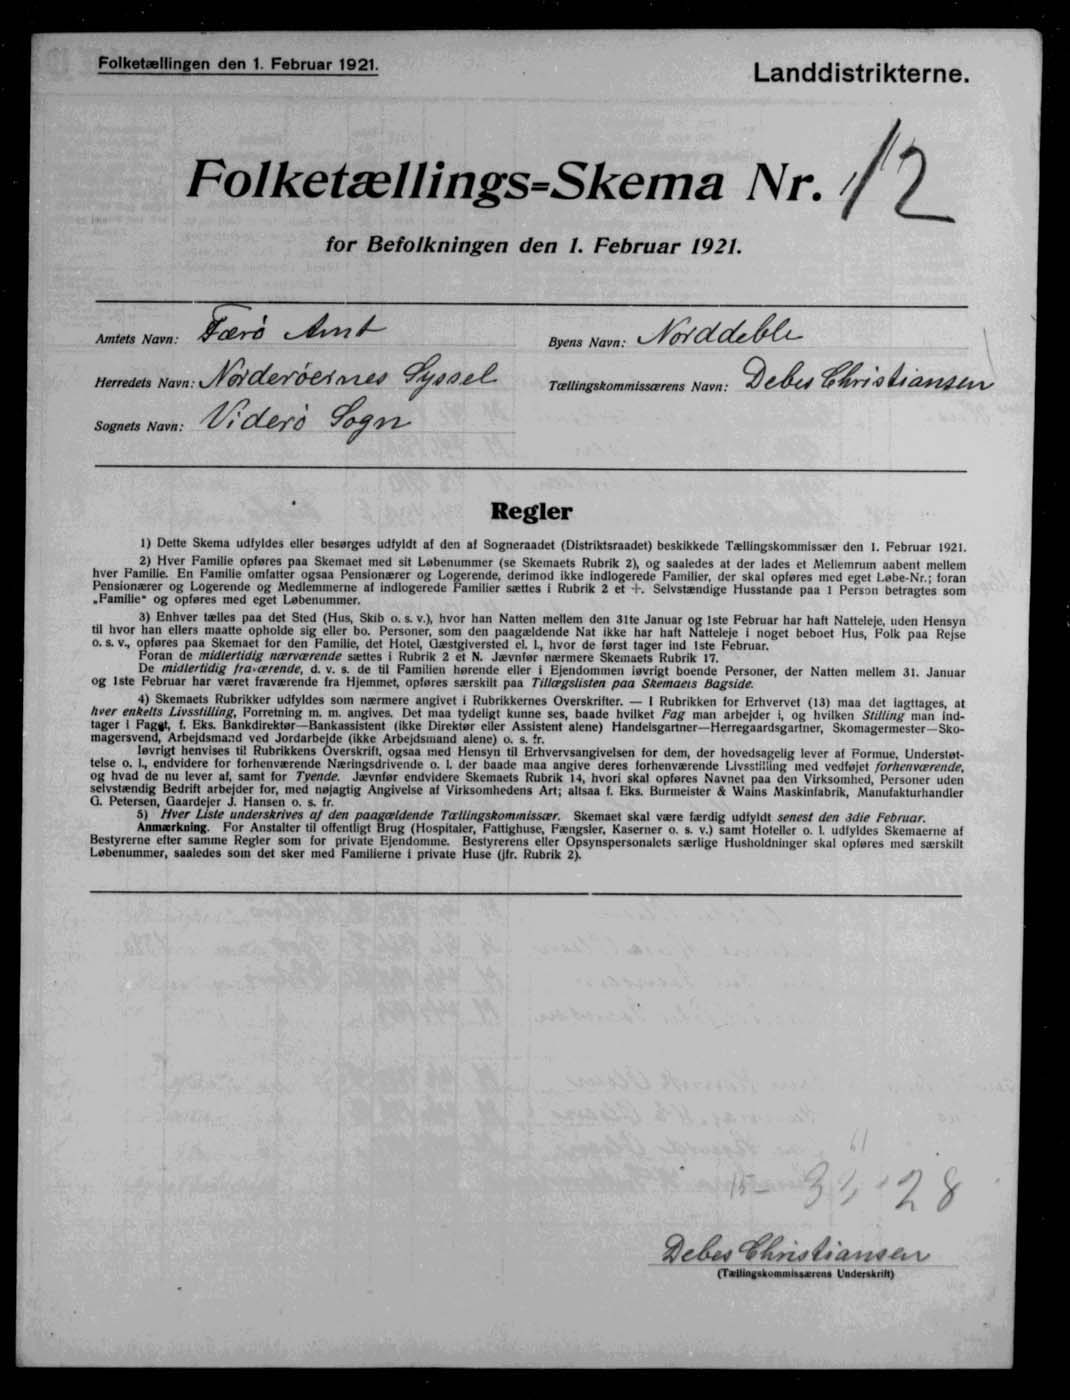 Folketællingen den 1. Februar 1921.
Landdistrikterne.
Folketællings-Skema Nr. 12
for Befolkningen den 1. Februar 1921.
Amtets Navn: Færö Amt
Byens Navn: Norddeble
Herredets Navn: Norderöernes Syssel
Tællingskommissærens Navn: Debes Christiansen
Sognets Navn: Viderö Sogn
Regler
1) Dette Skema udfyldes eller besørges udfyldt af den af Sogneraadet (Distriktsraadet) beskikkede Tællingskommissær den 1. Februar 1921.
2) Hver Familie opføres paa Skemaet med sit Løbenummer (se Skemaets Rubrik 2), og saaledes at der lades et Mellemrum aabent mellem
hver Familie. En Familie omfatter ogsaa Pensionærer og Logerende, derimod ikke indlogerede Familier, der skal opføres med eget Løbe-Nr.; foran
Pensionærer og Logerende og Medlemmerne af indlogerede Familier sættes i Rubrik 2 et +. Selvstændige Husstande paa 1 Person betragtes som
„Familie" og opføres med eget Løbenummer.
3) Enhver tælles paa det Sted (Hus, Skib o. s. v.), hvor han Natten mellem den 31te Januar og 1ste Februar har haft Natteleje, uden Hensyn
til hvor han ellers maatte opholde sig eller bo. Personer, som den paagældende Nat ikke har haft Natteleje i noget beboet Hus, Folk paa Rejse
o. s. v., opføres paa Skemaet for den Familie, det Hotel, Gæstgiversted el. l., hvor de først tager ind 1ste Februar.
Foran de midlertidig nærværende sættes i Rubrik 2 et N. Jævnfør nærmere Skemaets Rubrik 17.
De midlertidig fraværende, d. v. s. de til Familien hørende eller i Ejendommen iøvrigt boende Personer, der Natten mellem 31. Januar
og 1ste Februar har været fraværende fra Hjemmet, opføres særskilt paa Tillægslisten paa Skemaets Bagside.
4) Skemaets Rubrikker udfyldes som nærmere angivet i Rubrikkernes Overskrifter. — I Rubrikken for Erhvervet (13) maa det iagttages, at
hver enkelts Livsstilling, Forretning m. m. angives. Det maa tydeligt kunne ses, baade hvilket Fag man arbejder i, og hvilken Stilling man ind-
tager i Faget, f. Eks. Bankdirektør—Bankassistent (ikke Direktør eller Assistent alene) Handelsgartner—Herregaardsgartner, Skomagermester—Sko-
magersvend, Arbejdsmand ved Jordarbejde (ikke Arbejdsmand alene) o. s. fr.
Iøvrigt henvises til Rubrikkens Overskrift, ogsaa med Hensyn til Erhvervsangivelsen for dem, der hovedsagelig lever af Formue, Understøt-
telse o. l., endvidere for forhenværende Næringsdrivende o. l. der baade maa angive deres forhenværende Livsstilling med vedføjet forhenværende,
og hvad de nu lever af, samt for Tyende. Jævnfør endvidere Skemaets Rubrik 14, hvori skal opføres Navnet paa den Virksomhed, Personer uden
selvstændig Bedrift arbejder for, med nøjagtig Angivelse af Virksomhedens Art; altsaa f. Eks. Burmeister & Wains Maskinfabrik, Manufakturhandler
G. Petersen, Gaardejer J. Hansen o. s. fr.
5) Hver Liste underskrives af den paagældende Tællingskommissær. Skemaet skal være færdig udfyldt senest den 3die Februar.
Anmærkning. For Anstalter til offentligt Brug (Hospitaler, Fattighuse, Fængsler, Kaserner o. s. v.) samt Hoteller o. l. udfyldes Skemaerne af
Bestyrerne efter samme Regler som for private Ejendomme. Bestyrerens eller Opsynspersonalets særlige Husholdninger skal opføres med særskilt
Løbenummer, saaledes som det sker med Familierne i private Huse (jfr. Rubrik 2).
28
Debes Christiansen
(Tællingskommissærens Underskrift)